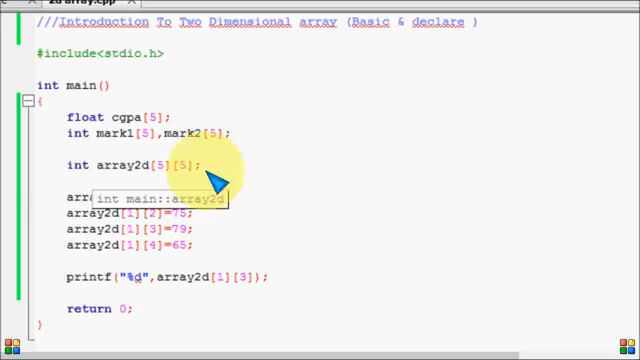 2d array.cpp
///Introduction To Two Dimensional array (Basic & declare )
#include<stdio.h>
int main()
{
float cgpa[5];
int mark1[5],mark2[5];
int array2d[5][5];
arra
int main::array2d
array2d[1][2]=75;
array2d[1][3]=79;
array2d[1][4]=65;
printf("%d",array2d[1][3]);
return 0;
}